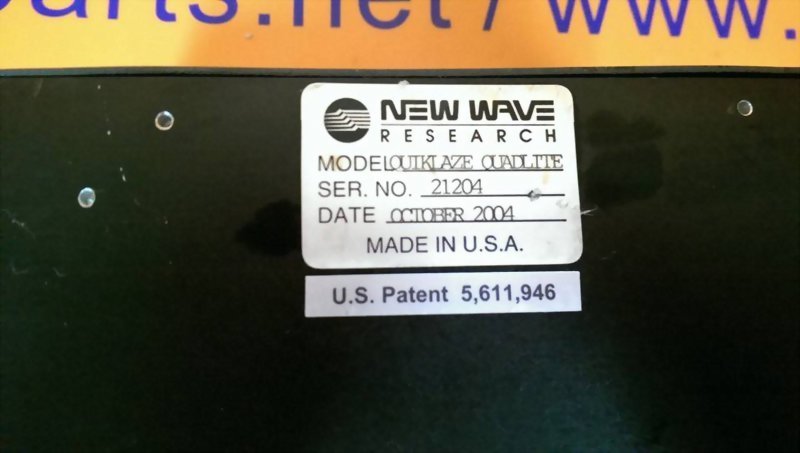 arts.net / www.
NEW WAVE
RESEARCH
MODEL QUIKLAZE QUADLITE
SER. NO. 21204
DATE OCTOBER 2004
MADE IN U.S.A.
U.S. Patent 5,611,946